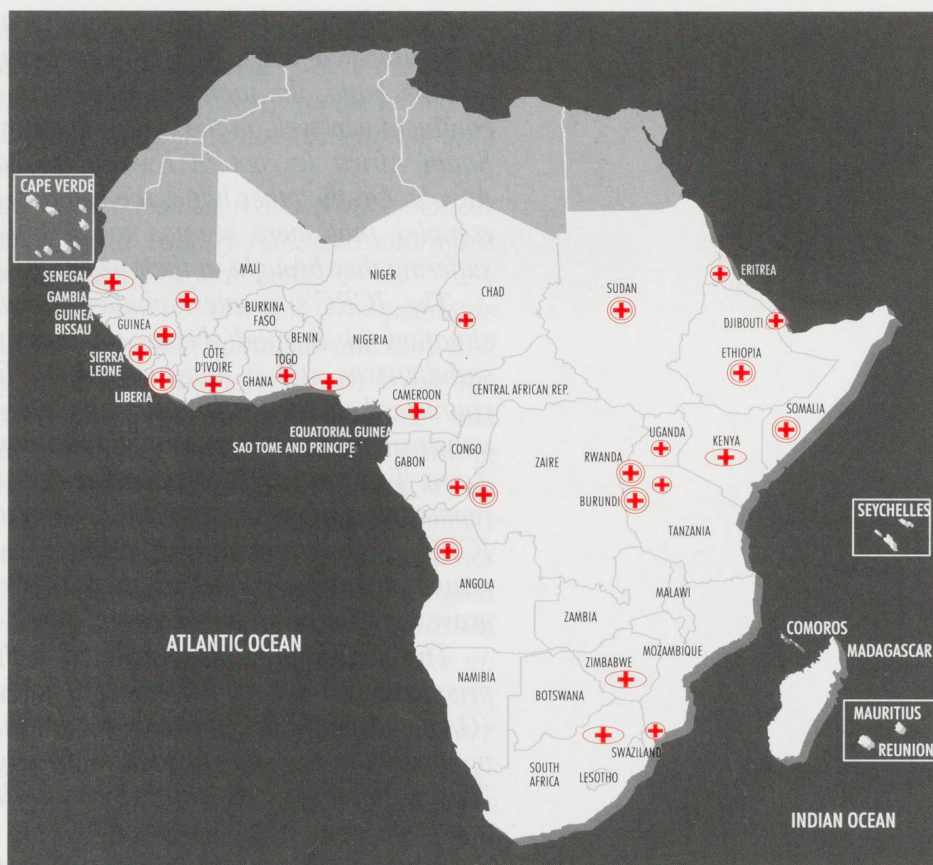 CAPE VERDE
SENEGAL
GAMBIA
GUINEA
BISSAU
GUINEA
SIERRA
LEONE
LIBERIA
MALI
BURKINA
FASO
CÔTE
D'IVOIRE
GHANA
TOGO
BENIN
NIGER
NIGERIA
CHAD
SUDAN
ERITREA
DJIBOUTI
ETHIOPIA
SOMALIA
CAMEROON
CENTRAL AFRICAN REP.
EQUATORIAL GUINEA
SAO TOME AND PRINCIPE
GABON
CONGO
ZAIRE
UGANDA
KENYA
RWANDA
BURUNDI
TANZANIA
SEYCHELLES
ANGOLA
ZAMBIA
MALAWI
MOZAMBIQUE
ZIMBABWE
COMOROS
MADAGASCAR
MAURITIUS
REUNION
NAMIBIA
BOTSWANA
SWAZILAND
SOUTH
AFRICA
LESOTHO
ATLANTIC OCEAN
INDIAN OCEAN